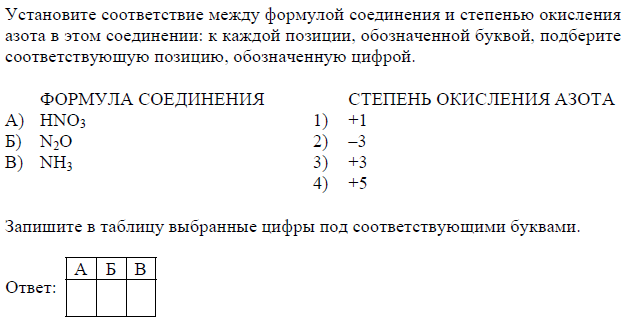 Установите соответствие между формулой соединения и степенью окисления
азота в этом соединении: к каждой позиции, обозначенной буквой, подберите
соответствующую позицию, обозначенную цифрой.
ФОРМУЛА СОЕДИНЕНИЯ СТЕПЕНЬ ОКИСЛЕНИЯ АЗОТА
А) HNO₃ 1) +1
Б) N₂O 2) –3
В) NH₃ 3) +3
4) +5
Запишите в таблицу выбранные цифры под соответствующими буквами.
А Б В
Ответ: